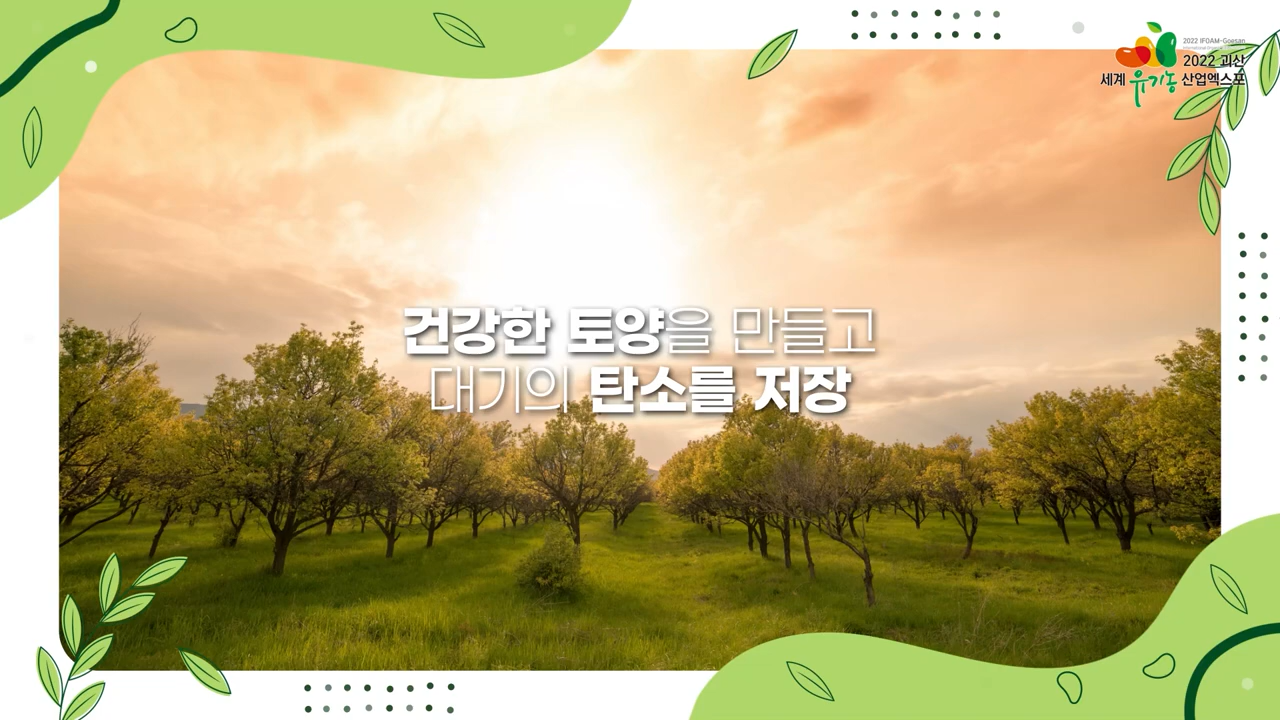 2022 IFOAM-Goesan
2022 괴산
세계 유기농 산업엑스포
건강한 토양을 만들고
대기의 탄소를 저장